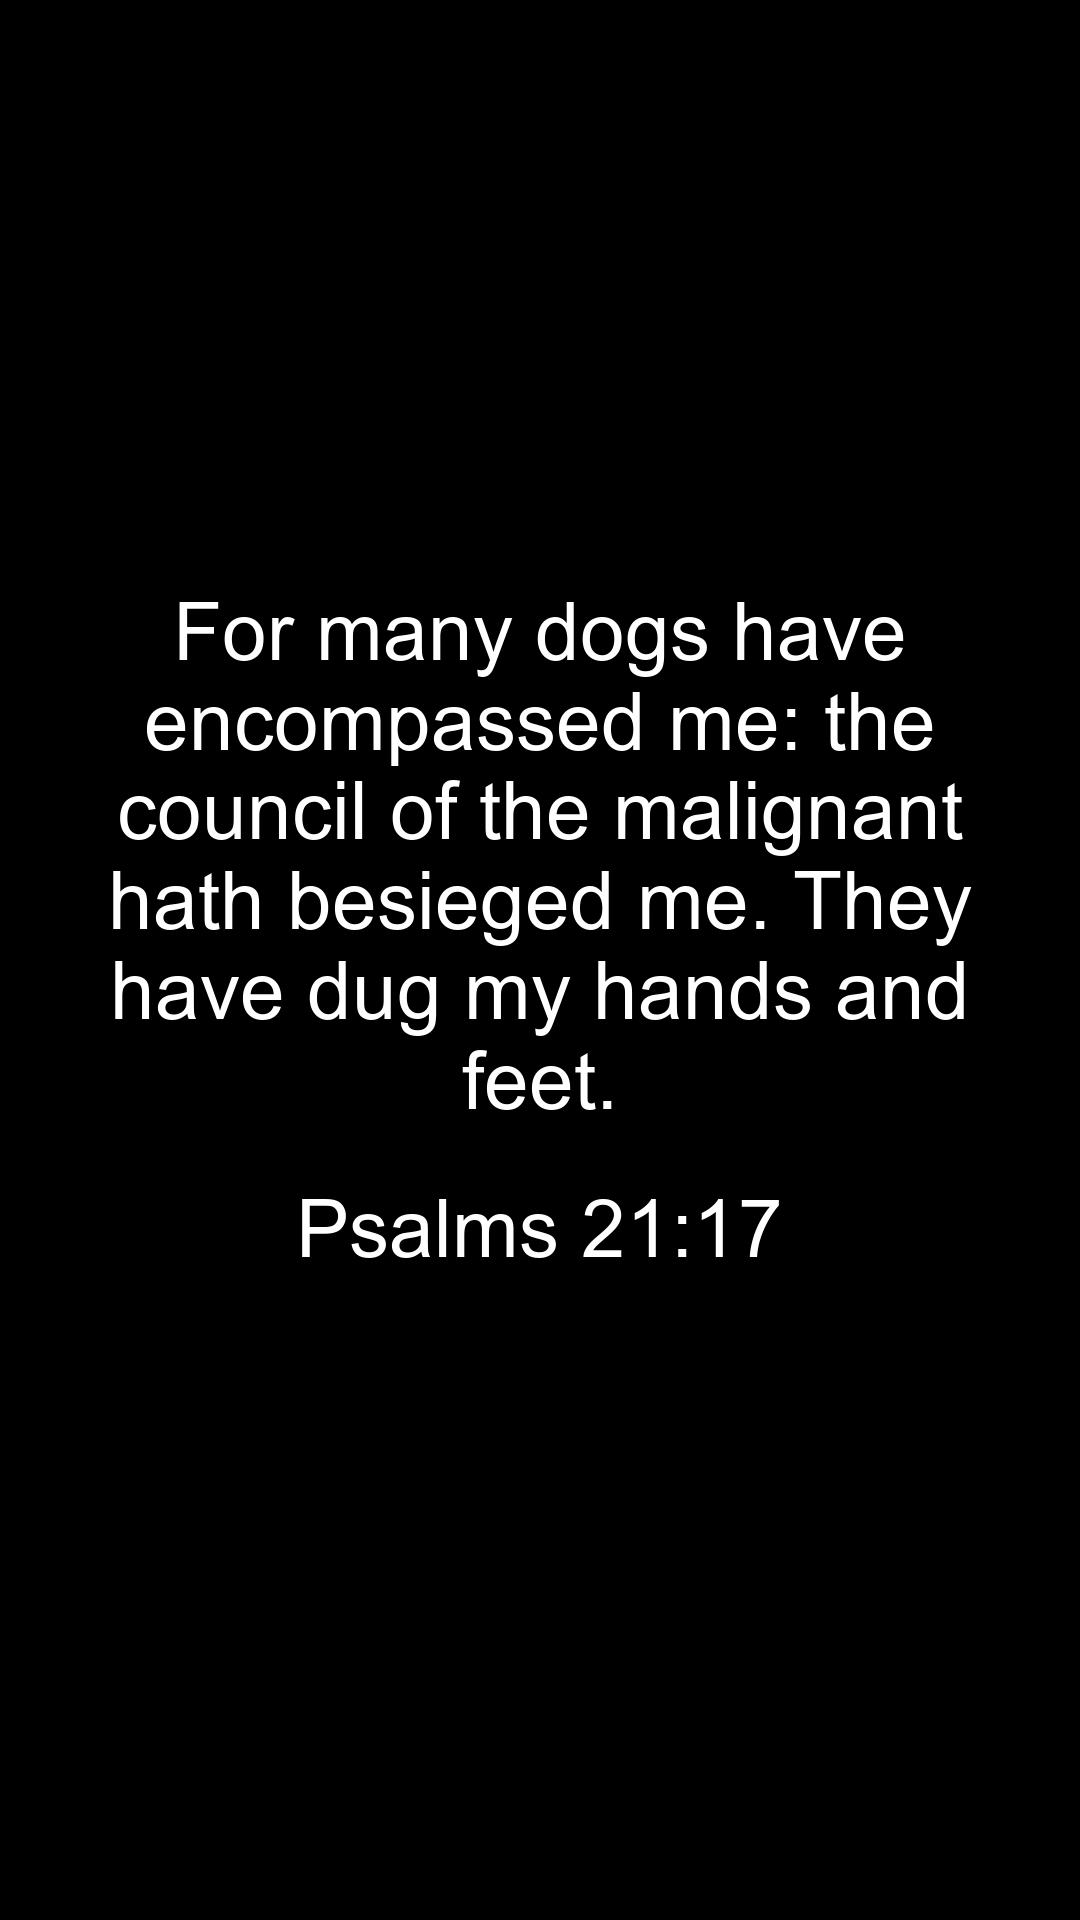 For many dogs have
encompassed me: the
council of the malignant
hath besieged me. They
have dug my hands and
feet.
Psalms 21:17